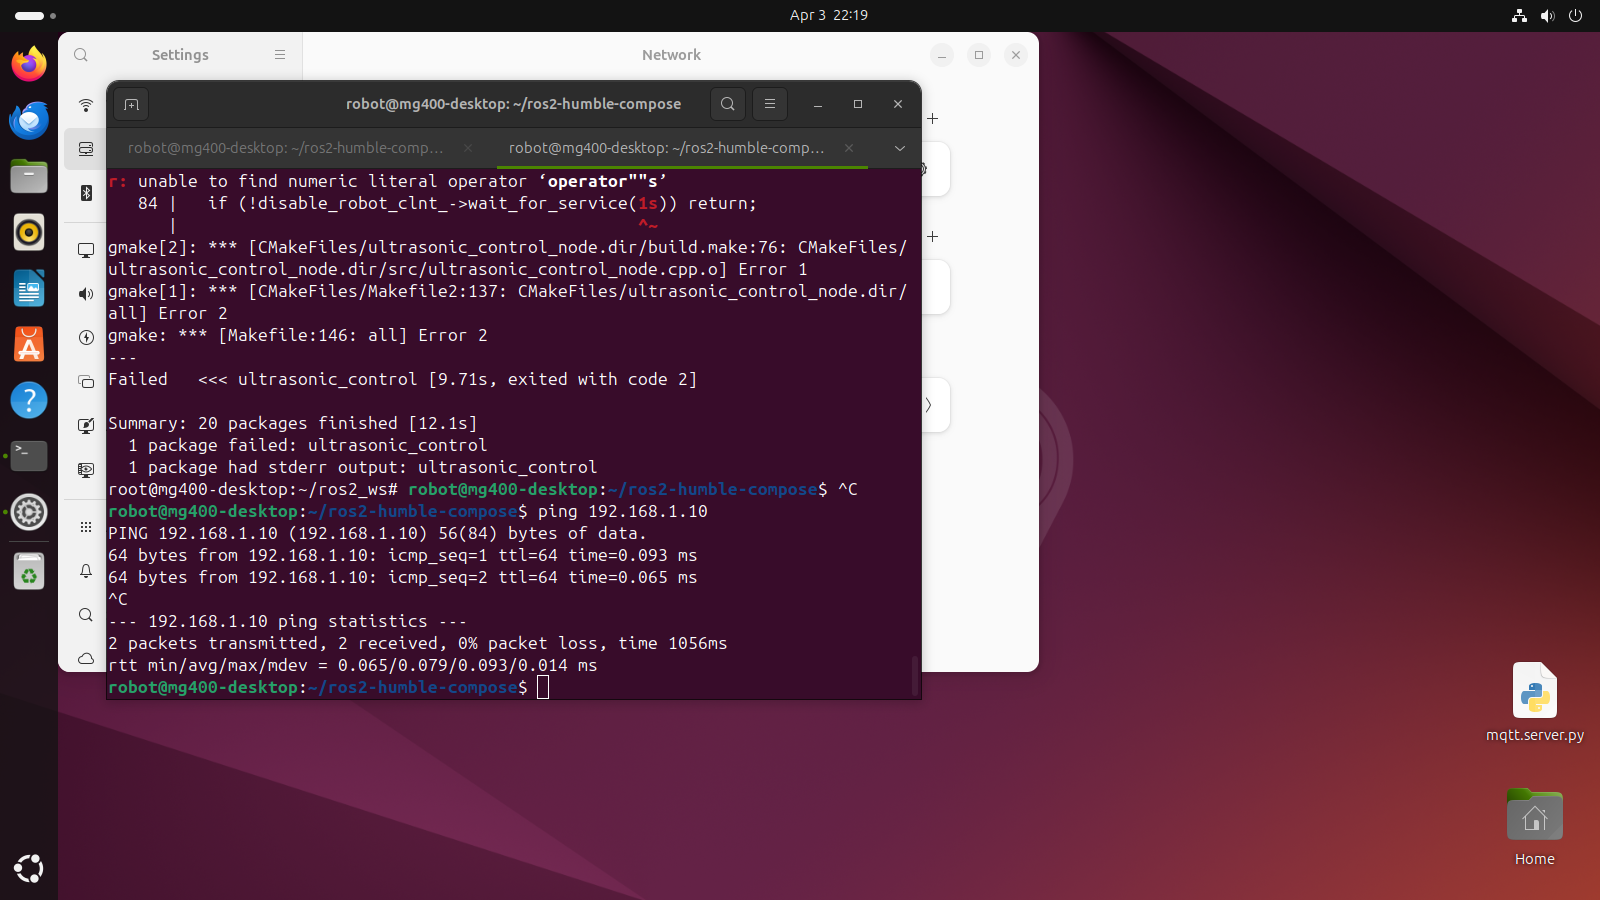 Apr 3 22:19
Settings
Network
robot@mg400-desktop: ~/ros2-humble-compose
robot@mg400-desktop: ~/ros2-humble-comp...
robot@mg400-desktop: ~/ros2-humble-comp...
r: unable to find numeric literal operator ‘operator""s’
84 |   if (!disable_robot_clnt_->wait_for_service(1s)) return;
|                                              ^~
gmake[2]: *** [CMakeFiles/ultrasonic_control_node.dir/build.make:76: CMakeFiles/
ultrasonic_control_node.dir/src/ultrasonic_control_node.cpp.o] Error 1
gmake[1]: *** [CMakeFiles/Makefile2:137: CMakeFiles/ultrasonic_control_node.dir/
all] Error 2
gmake: *** [Makefile:146: all] Error 2
---
Failed   <<< ultrasonic_control [9.71s, exited with code 2]
Summary: 20 packages finished [12.1s]
1 package failed: ultrasonic_control
1 package had stderr output: ultrasonic_control
root@mg400-desktop:~/ros2_ws# robot@mg400-desktop:~/ros2-humble-compose$ ^C
robot@mg400-desktop:~/ros2-humble-compose$ ping 192.168.1.10
PING 192.168.1.10 (192.168.1.10) 56(84) bytes of data.
64 bytes from 192.168.1.10: icmp_seq=1 ttl=64 time=0.093 ms
64 bytes from 192.168.1.10: icmp_seq=2 ttl=64 time=0.065 ms
^C
--- 192.168.1.10 ping statistics ---
2 packets transmitted, 2 received, 0% packet loss, time 1056ms
rtt min/avg/max/mdev = 0.065/0.079/0.093/0.014 ms
robot@mg400-desktop:~/ros2-humble-compose$
mqtt.server.py
Home